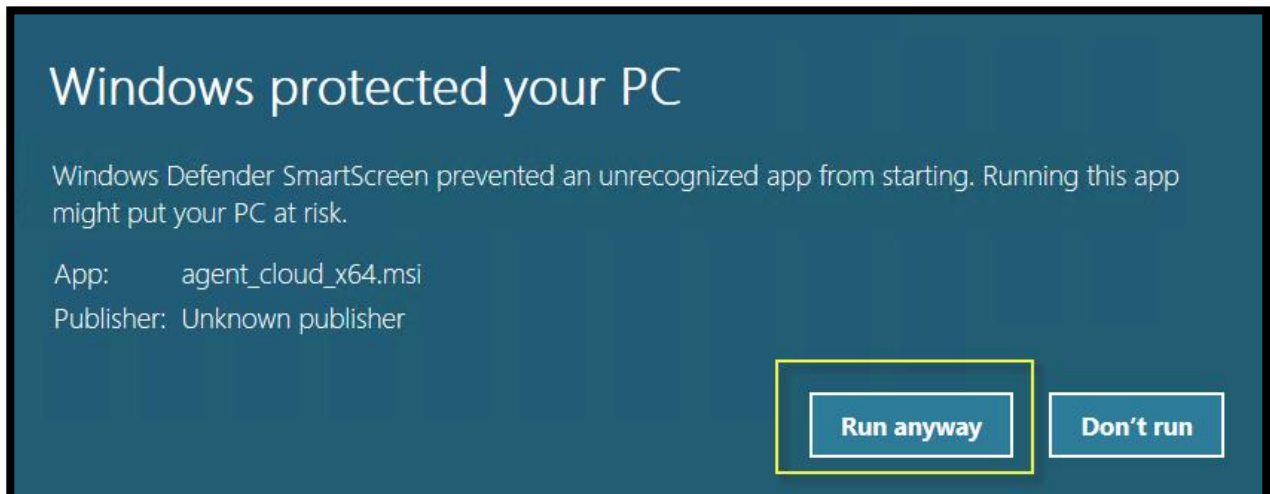 Windows protected your PC
Windows Defender SmartScreen prevented an unrecognized app from starting. Running this app
might put your PC at risk.
App: agent_cloud_x64.msi
Publisher: Unknown publisher
Run anyway Don't run